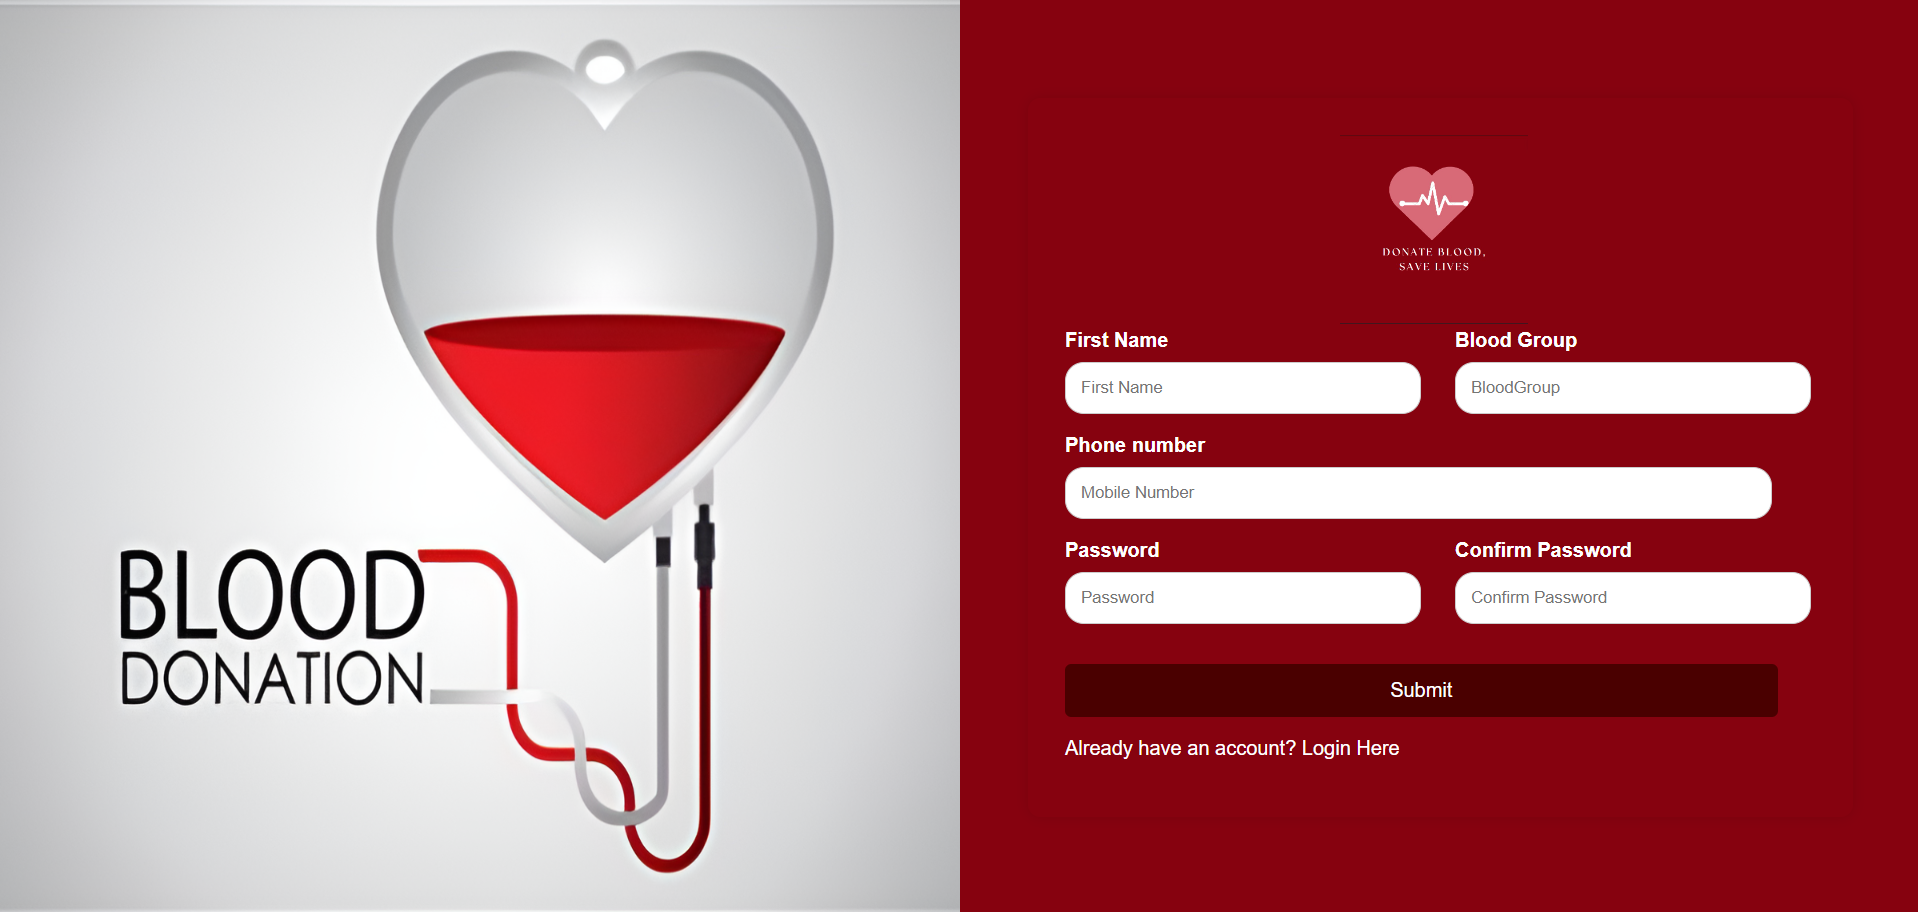 BLOOD
DONATION
DONATE BLOOD,
SAVE LIVES
First Name
Blood Group
First Name
BloodGroup
Phone number
Mobile Number
Password
Confirm Password
Password
Confirm Password
Submit
Already have an account? Login Here